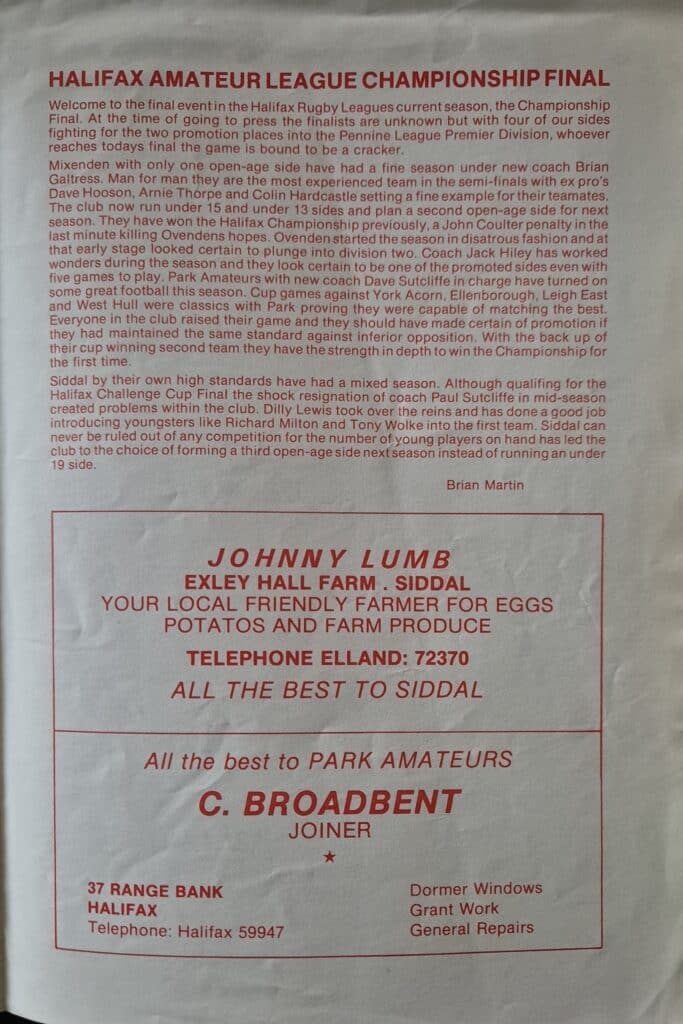 HALIFAX AMATEUR LEAGUE CHAMPIONSHIP FINAL
Welcome to the final event in the Halifax Rugby Leagues current season, the Championship
Final. At the time of going to press the finalists are unknown but with four of our sides
fighting for the two promotion places into the Pennine League Premier Division, whoever
reaches todays final the game is bound to be a cracker.
Mixenden with only one open-age side have had a fine season under new coach Brian
Galtress. Man for man they are the most experienced team in the semi-finals with ex pro's
Dave Hooson, Arnie Thorpe and Colin Hardcastle setting a fine example for their teamates.
The club now run under 15 and under 13 sides and plan a second open-age side for next
season. They have won the Halifax Championship previously, a John Coulter penalty in the
last minute killing Ovendens hopes. Ovenden started the season in disatrous fashion and at
that early stage looked certain to plunge into division two. Coach Jack Hiley has worked
wonders during the season and they look certain to be one of the promoted sides even with
five games to play. Park Amateurs with new coach Dave Sutcliffe in charge have turned on
some great football this season. Cup games against York Acorn, Ellenborough, Leigh East
and West Hull were classics with Park proving they were capable of matching the best.
Everyone in the club raised their game and they should have made certain of promotion if
they had maintained the same standard against inferior opposition. With the back up of
their cup winning second team they have the strength in depth to win the Championship for
the first time.
Siddal by their own high standards have had a mixed season. Although qualifing for the
Halifax Challenge Cup Final the shock resignation of coach Paul Sutcliffe in mid-season
created problems within the club. Dilly Lewis took over the reins and has done a good job
introducing youngsters like Richard Milton and Tony Wolke into the first team. Siddal can
never be ruled out of any competition for the number of young players on hand has led the
club to the choice of forming a third open-age side next season instead of running an under
19 side.
Brian Martin
JOHNNY LUMB
EXLEY HALL FARM . SIDDAL
YOUR LOCAL FRIENDLY FARMER FOR EGGS
POTATOS AND FARM PRODUCE
TELEPHONE ELLAND: 72370
ALL THE BEST TO SIDDAL
All the best to PARK AMATEURS
C. BROADBENT
JOINER
37 RANGE BANK
HALIFAX
Telephone: Halifax 59947
Dormer Windows
Grant Work
General Repairs